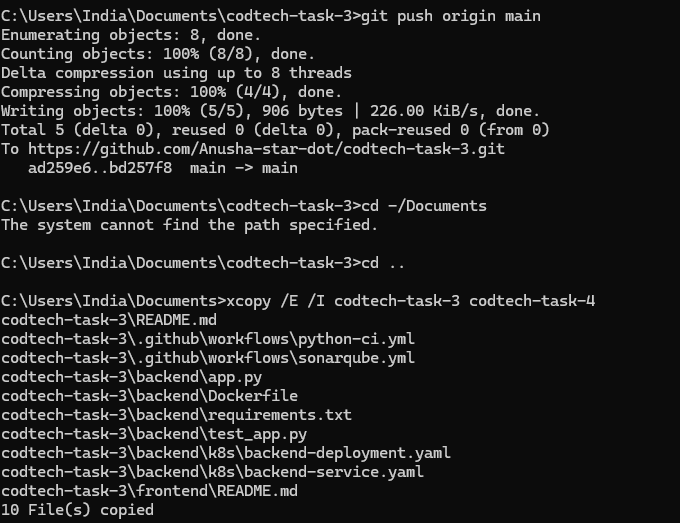 C:\Users\India\Documents\codtech-task-3>git push origin main
Enumerating objects: 8, done.
Counting objects: 100% (8/8), done.
Delta compression using up to 8 threads
Compressing objects: 100% (4/4), done.
Writing objects: 100% (5/5), 906 bytes | 226.00 KiB/s, done.
Total 5 (delta 0), reused 0 (delta 0), pack-reused 0 (from 0)
To https://github.com/Anusha-star-dot/codtech-task-3.git
   ad259e6..bd257f8  main -> main

C:\Users\India\Documents\codtech-task-3>cd ~/Documents
The system cannot find the path specified.

C:\Users\India\Documents\codtech-task-3>cd ..

C:\Users\India\Documents>xcopy /E /I codtech-task-3 codtech-task-4
codtech-task-3\README.md
codtech-task-3\.github\workflows\python-ci.yml
codtech-task-3\.github\workflows\sonarqube.yml
codtech-task-3\backend\app.py
codtech-task-3\backend\Dockerfile
codtech-task-3\backend\requirements.txt
codtech-task-3\backend\test_app.py
codtech-task-3\backend\k8s\backend-deployment.yaml
codtech-task-3\backend\k8s\backend-service.yaml
codtech-task-3\frontend\README.md
10 File(s) copied